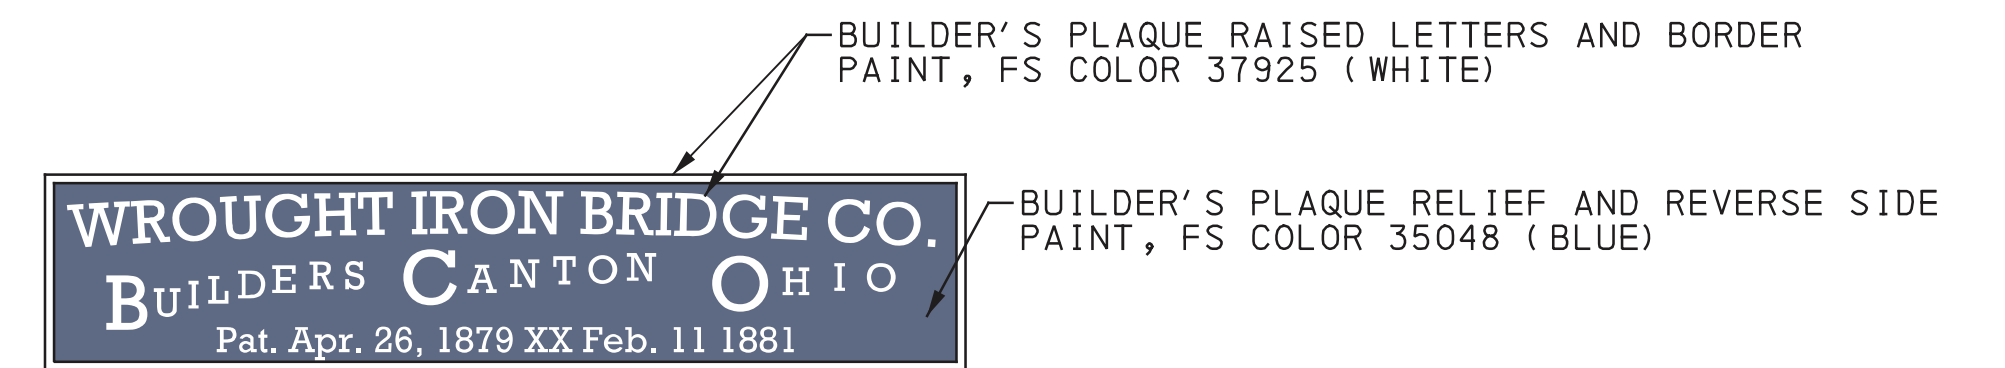 BUILDER'S PLAQUE RAISED LETTERS AND BORDER
PAINT, FS COLOR 37925 (WHITE)
WROUGHT IRON BRIDGE CO.
BUILDERS CANTON OHIO
Pat. Apr. 26, 1879 XX Feb. 11 1881
BUILDER'S PLAQUE RELIEF AND REVERSE SIDE
PAINT, FS COLOR 35048 (BLUE)